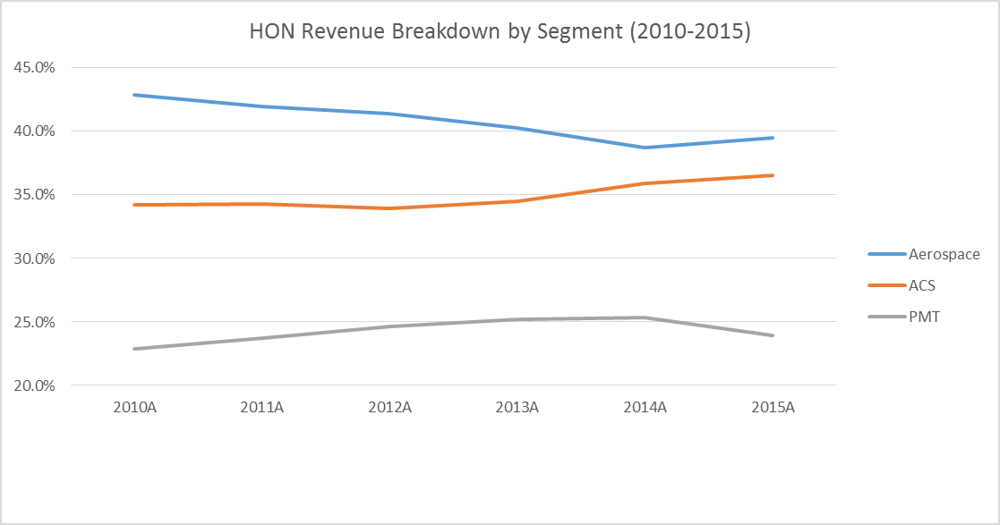 HON Revenue Breakdown by Segment (2010-2015)
45.0%
40.0%
35.0%
30.0%
25.0%
20.0%
2010A 2011A 2012A 2013A 2014A 2015A
Aerospace
ACS
PMT